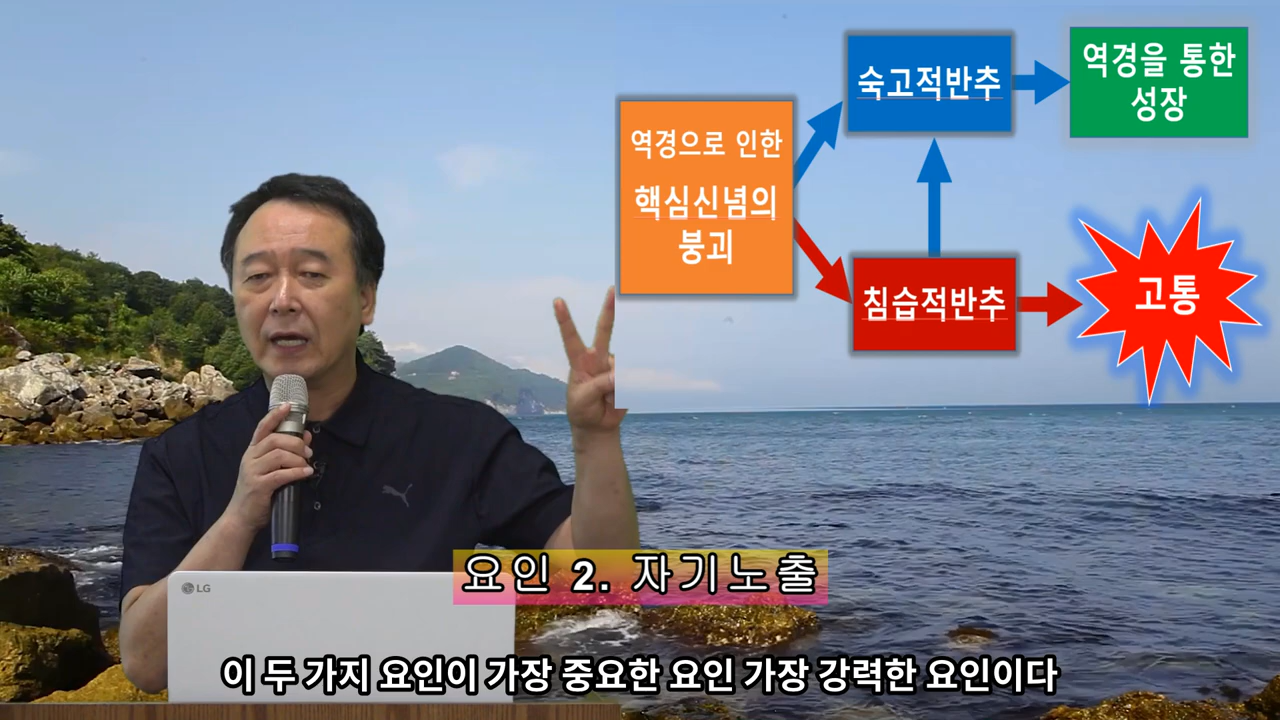 역경으로 인한
핵심신념의
붕괴
숙고적반추
역경을 통한
성장
침습적반추
고통
LG
요인 2. 자기노출
이 두 가지 요인이 가장 중요한 요인 가장 강력한 요인이다